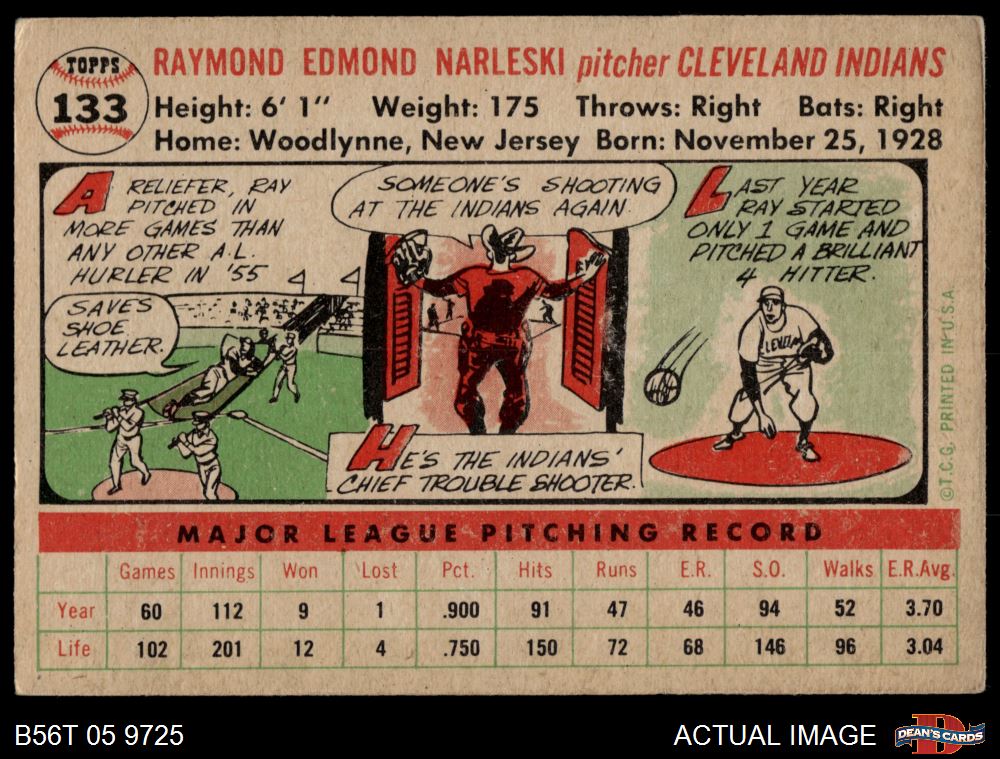 TOPPS
133
RAYMOND EDMOND NARLESKI pitcher CLEVELAND INDIANS
Height: 6' 1" Weight: 175 Throws: Right Bats: Right
Home: Woodlynne, New Jersey Born: November 25, 1928
A RELIEFER, RAY
PITCHED IN
MORE GAMES THAN
ANY OTHER A.L.
HURLER IN '55
SAVES
SHOE
LEATHER.
SOMEONE'S SHOOTING
AT THE INDIANS AGAIN.
HE'S THE INDIANS'
CHIEF TROUBLE SHOOTER.
LAST YEAR
RAY STARTED
ONLY 1 GAME AND
PITCHED A BRILLIANT
4 HITTER.
©T.C.G. PRINTED IN U.S.A.
MAJOR LEAGUE PITCHING RECORD
Games Innings Won Lost Pct. Hits Runs E.R. S.O. Walks E.R.Avg.
Year 60 112 9 1 .900 91 47 46 94 52 3.70
Life 102 201 12 4 .750 150 72 68 146 96 3.04
B56T 05 9725
ACTUAL IMAGE
DEAN'S CARDS